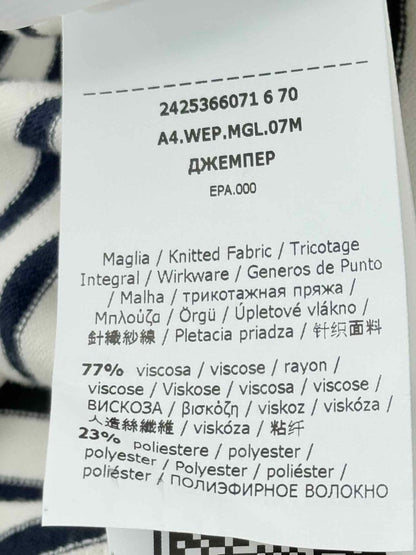 2425366071 6 70
A4.WEP.MGL.07M
ДЖЕМПЕР
EPA.000
Maglia / Knitted Fabric / Tricotage
Integral / Wirkware / Generos de Punto
/ Malha / трикотажная пряжа /
Μπλούζα / Örgü / Úpletové vlákno /
針織紗線 / Pletacia priadza / 针织面料
77% viscosa / viscose / rayon /
viscose / Viskose / viscosa / viscose /
ВИСКОЗА / βισκόζη / viskoz / viskóza /
人造絲纖維 / viskóza / 粘纤
23% poliestere / polyester /
polyester / Polyester / poliéster /
poliéster / ПОЛИЭФИРНОЕ ВОЛОКНО